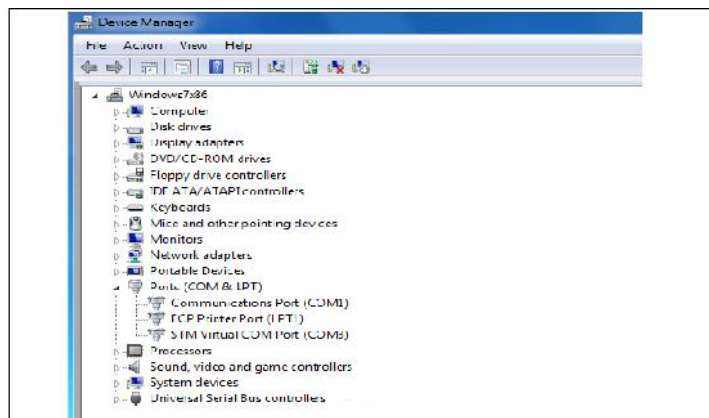 Device Manager
File Action View Help
Windows7x86
Computer
Disk drives
Display adapters
DVD/CD-ROM drives
Floppy drive controllers
IDE ATA/ATAPI controllers
Keyboards
Mice and other pointing devices
Monitors
Network adapters
Portable Devices
Ports (COM & LPT)
Communications Port (COM1)
ECP Printer Port (LPT1)
STM Virtual COM Port (COM3)
Processors
Sound, video and game controllers
System devices
Universal Serial Bus controllers